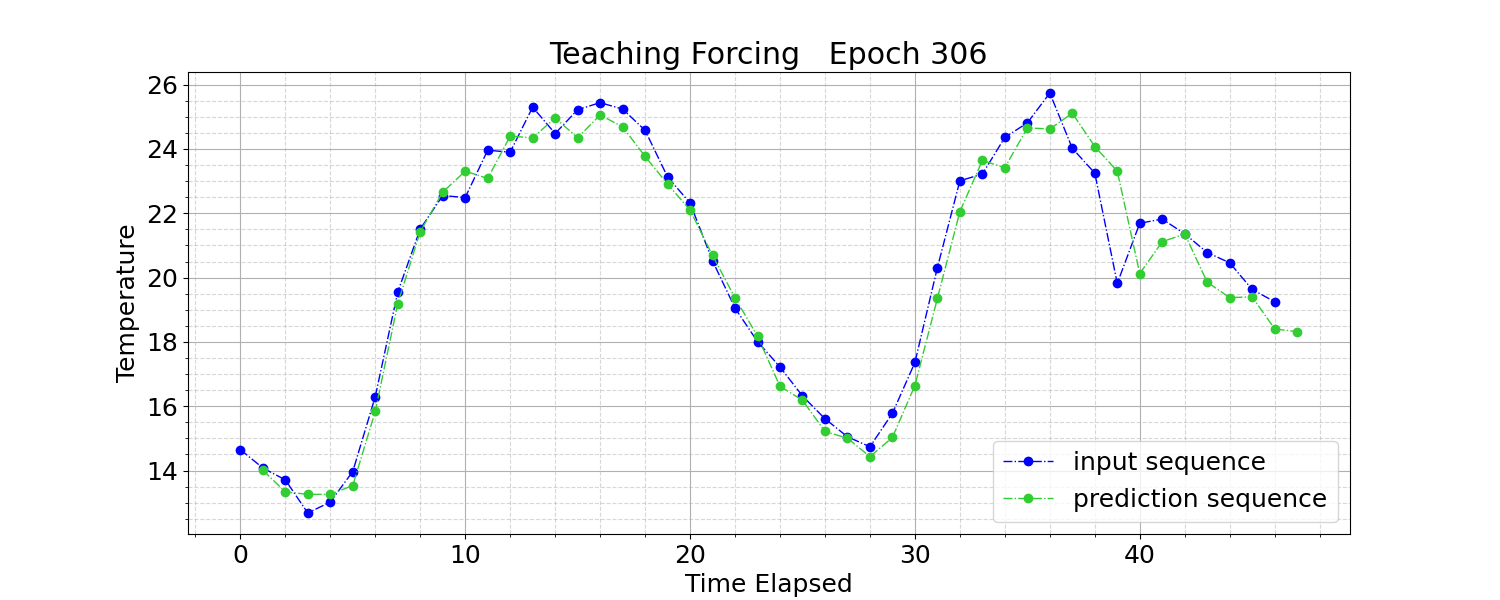 Teaching Forcing   Epoch 306
Temperature
26
24
22
20
18
16
14
0 10 20 30 40
Time Elapsed
input sequence
prediction sequence